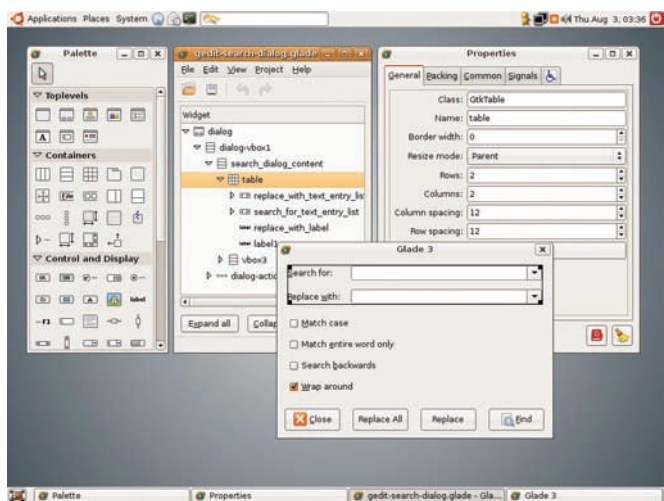 Applications Places System
Thu Aug 3, 03:36
Palette
Toplevels
Containers
Control and Display
label
gedit-search-dialog.glade
File Edit View Project Help
Widget
dialog
dialog-vbox1
search_dialog_content
table
replace_with_text_entry_lis
search_for_text_entry_list
replace_with_label
label1
vbox3
dialog-actio
Expand all
Collap
Properties
General Packing Common Signals
Class: GtkTable
Name: table
Border width: 0
Resize mode: Parent
Rows: 2
Columns: 2
Column spacing: 12
Row spacing: 12
Glade 3
Search for:
Replace with:
Match case
Match entire word only
Search backwards
Wrap around
Close
Replace All
Replace
Find
Palette
Properties
gedit-search-dialog.glade - Gla...
Glade 3